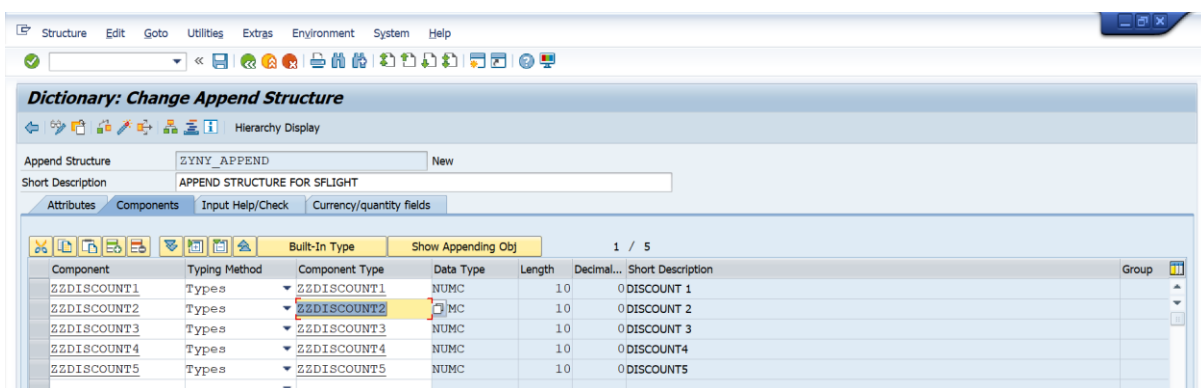 Structure Edit Goto Utilities Extras Environment System Help
Dictionary: Change Append Structure
Hierarchy Display
Append Structure ZYNY_APPEND New
Short Description APPEND STRUCTURE FOR SFLIGHT
Attributes Components Input Help/Check Currency/quantity fields
Built-In Type Show Appending Obj 1 / 5
Component Typing Method Component Type Data Type Length Decimal... Short Description Group
ZZDISCOUNT1 Types ZZDISCOUNT1 NUMC 10 0 DISCOUNT 1
ZZDISCOUNT2 Types ZZDISCOUNT2 MC 10 0 DISCOUNT 2
ZZDISCOUNT3 Types ZZDISCOUNT3 NUMC 10 0 DISCOUNT 3
ZZDISCOUNT4 Types ZZDISCOUNT4 NUMC 10 0 DISCOUNT4
ZZDISCOUNT5 Types ZZDISCOUNT5 NUMC 10 0 DISCOUNT5